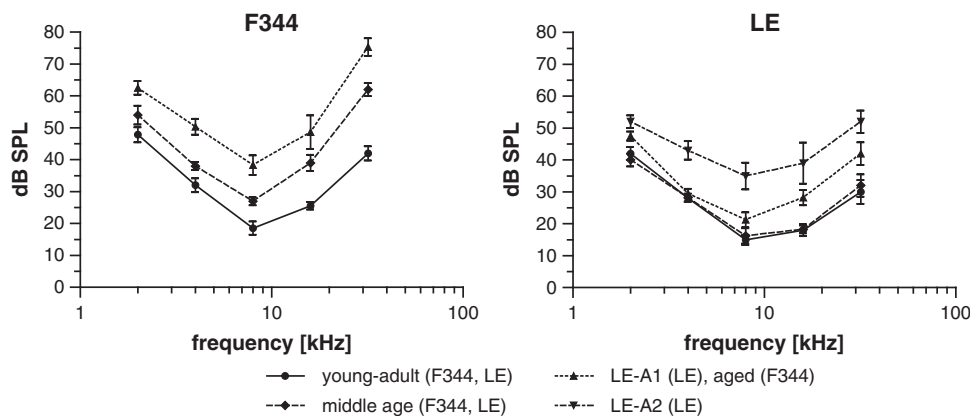 F344
LE
80
70
60
50
40
30
20
10
0
dB SPL
1
10
100
frequency [kHz]
80
70
60
50
40
30
20
10
0
dB SPL
1
10
100
frequency [kHz]
young-adult (F344, LE)
LE-A1 (LE), aged (F344)
middle age (F344, LE)
LE-A2 (LE)